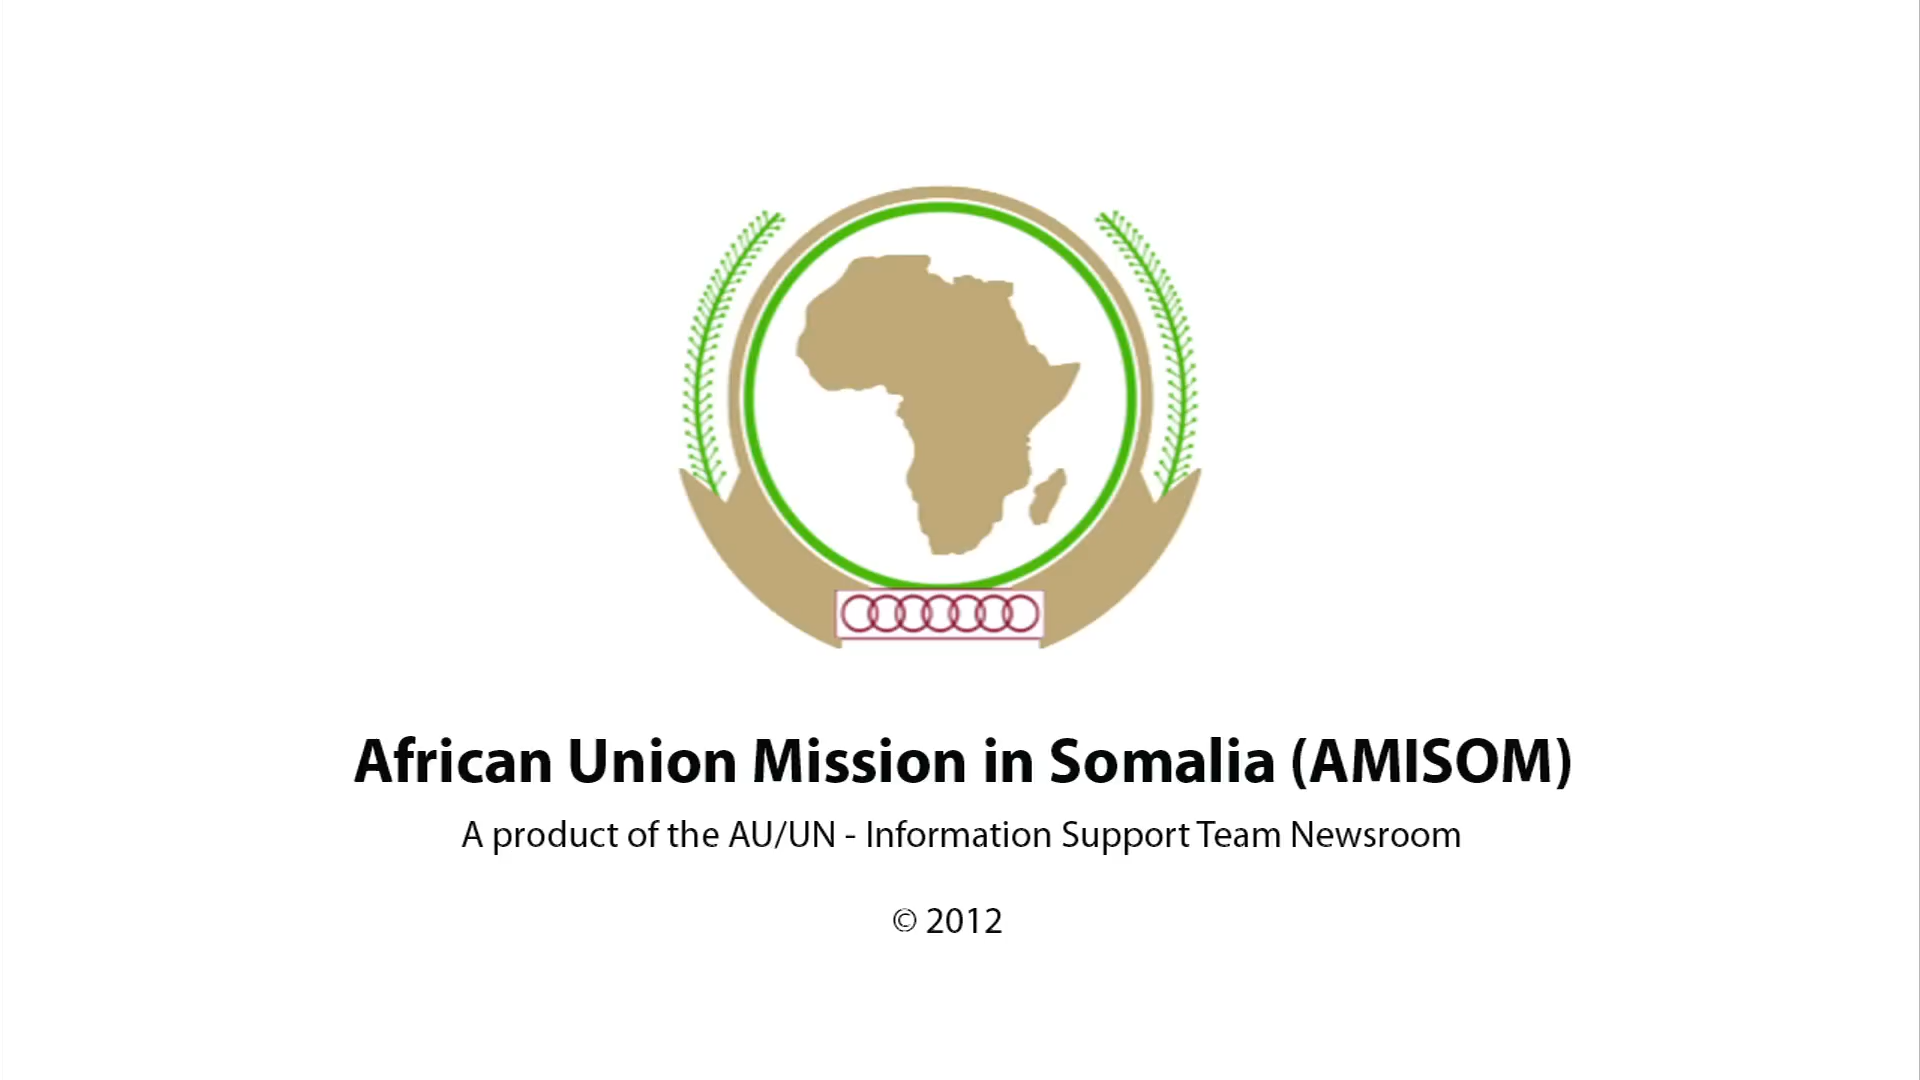 African Union Mission in Somalia (AMISOM)
A product of the AU/UN - Information Support Team Newsroom
© 2012